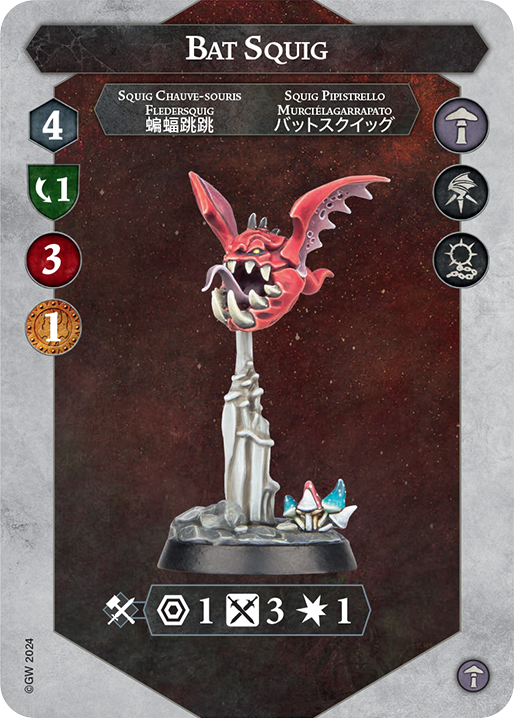 Bat Squig
Squig Chauve-souris
Fledersquig
蝙蝠跳跳
Squig Pipistrello
Murciélagarrapato
バットスクイッグ
4
1
3
1
1 3 1
©GW 2024